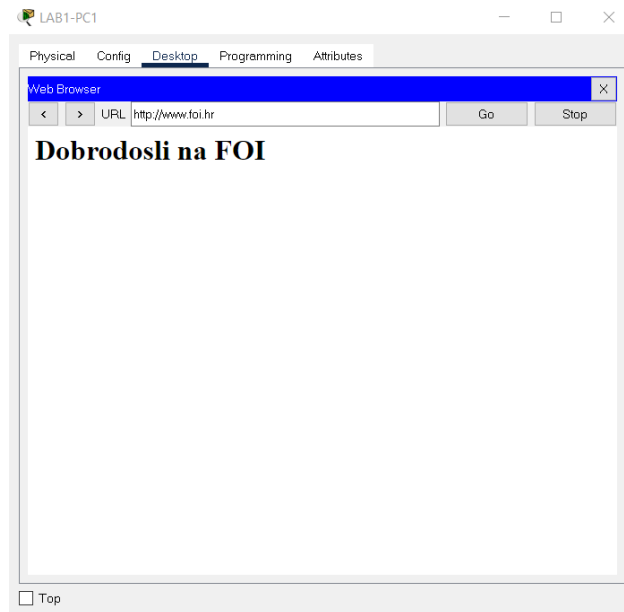 LAB1-PC1
Physical Config Desktop Programming Attributes
Web Browser X
< > URL http://www.foi.hr Go Stop
Dobrodosli na FOI
Top